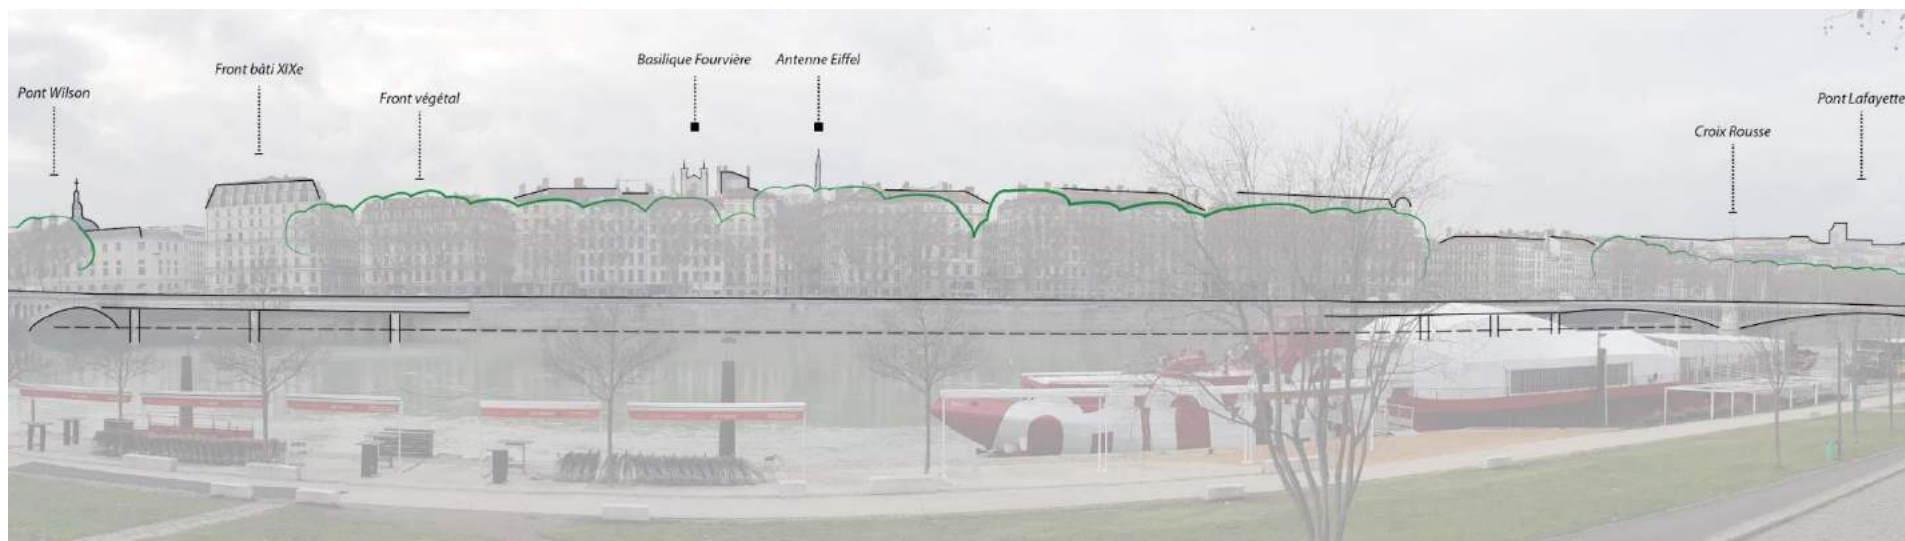 Pont Wilson
Front bâti XIXe
Front végétal
Basilique Fourvière
Antenne Eiffel
Croix Rousse
Pont Lafayette